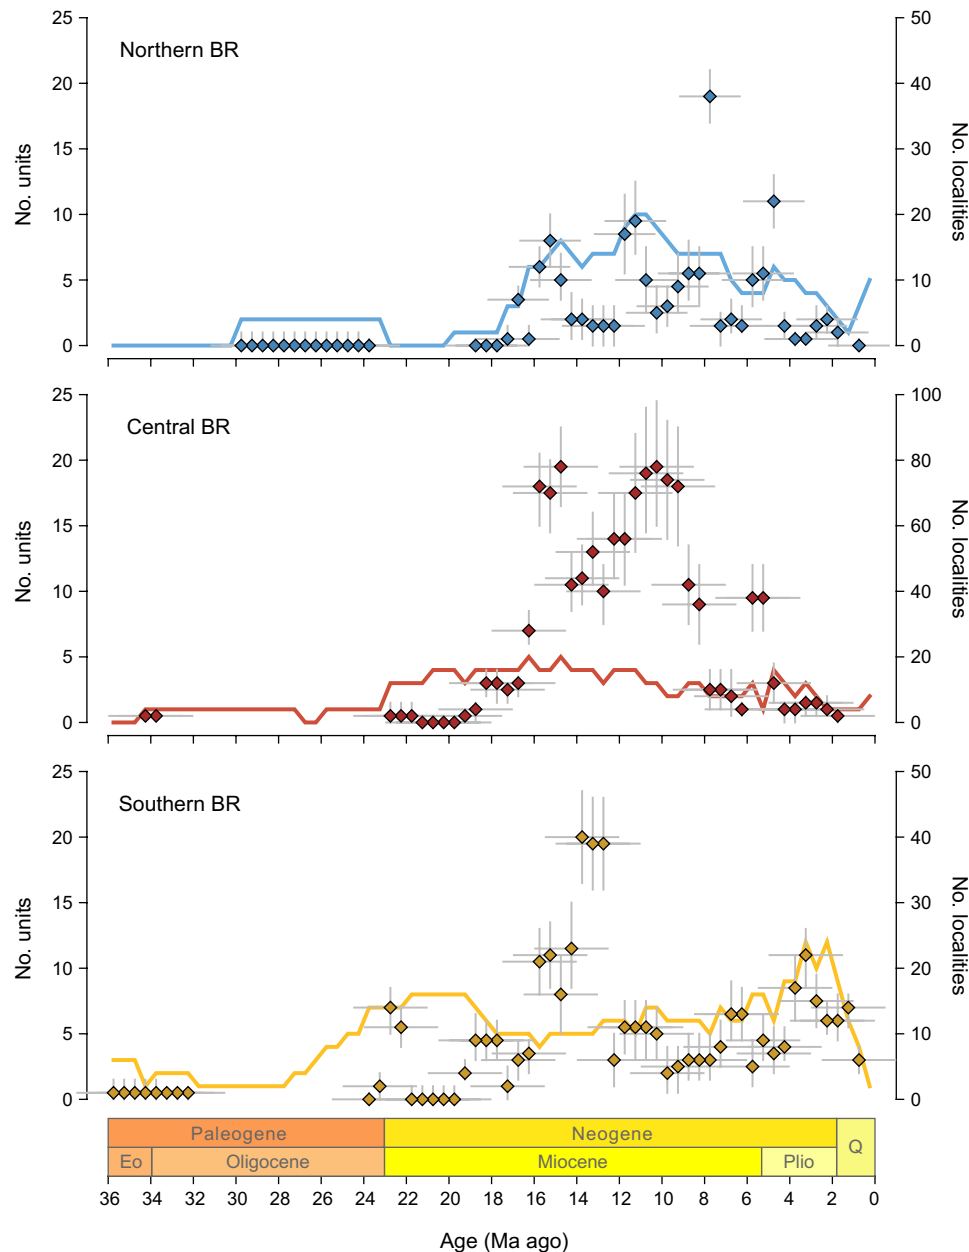 Northern BR
No. units
No. localities
25
20
15
10
5
0
50
40
30
20
10
0
Central BR
No. units
No. localities
25
20
15
10
5
0
100
80
60
40
20
0
Southern BR
No. units
No. localities
25
20
15
10
5
0
50
40
30
20
10
0
Paleogene Neogene Q
Eo Oligocene Miocene Plio
36 34 32 30 28 26 24 22 20 18 16 14 12 10 8 6 4 2 0
Age (Ma ago)